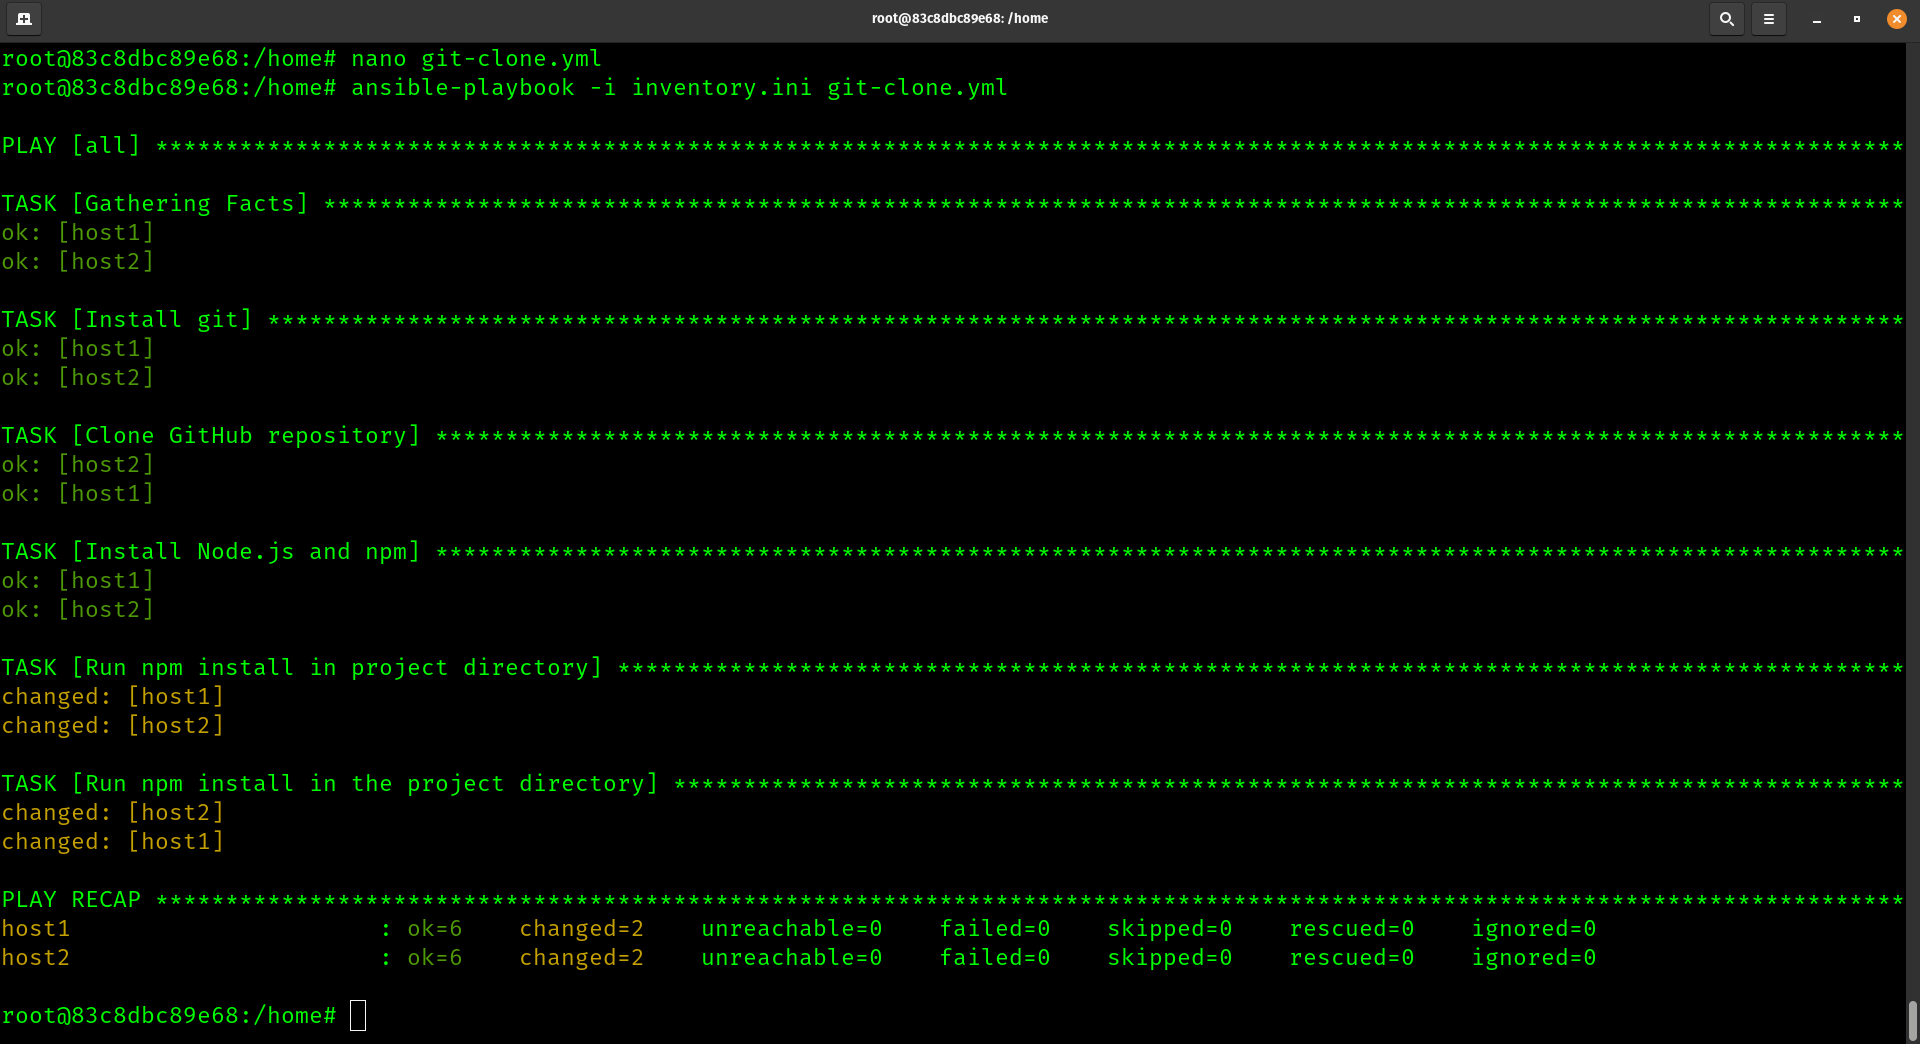 root@83c8dbc89e68: /home
root@83c8dbc89e68:/home# nano git-clone.yml
root@83c8dbc89e68:/home# ansible-playbook -i inventory.ini git-clone.yml
PLAY [all] *****************************************************************************************************************************
TASK [Gathering Facts] *****************************************************************************************************************
ok: [host1]
ok: [host2]
TASK [Install git] *********************************************************************************************************************
ok: [host1]
ok: [host2]
TASK [Clone GitHub repository] *********************************************************************************************************
ok: [host2]
ok: [host1]
TASK [Install Node.js and npm] *********************************************************************************************************
ok: [host1]
ok: [host2]
TASK [Run npm install in project directory] ********************************************************************************************
changed: [host1]
changed: [host2]
TASK [Run npm install in the project directory] ****************************************************************************************
changed: [host2]
changed: [host1]
PLAY RECAP *****************************************************************************************************************************
host1                      : ok=6    changed=2    unreachable=0    failed=0    skipped=0    rescued=0    ignored=0
host2                      : ok=6    changed=2    unreachable=0    failed=0    skipped=0    rescued=0    ignored=0
root@83c8dbc89e68:/home#